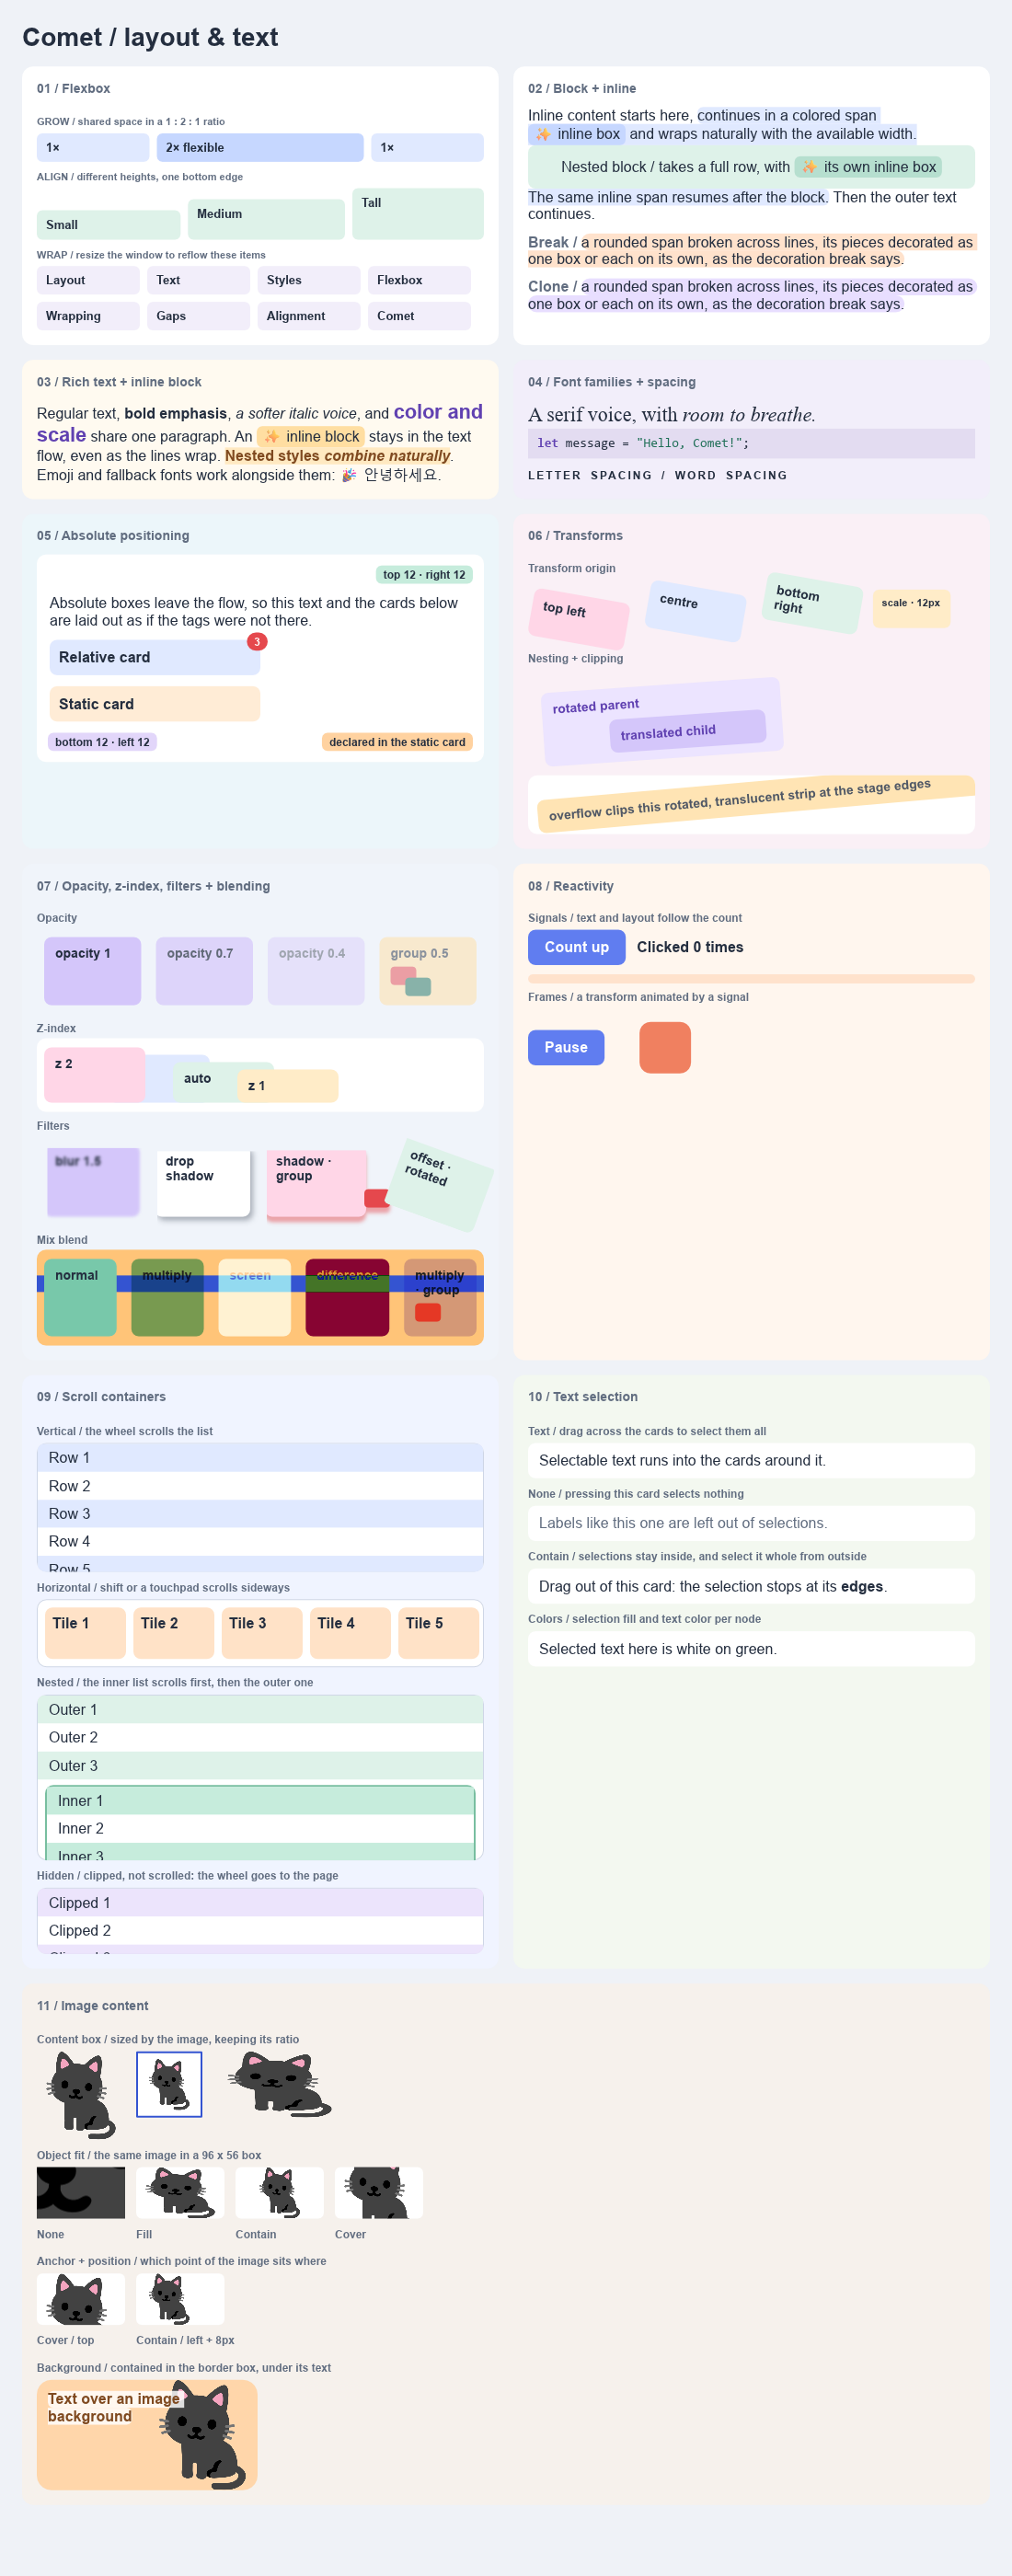 Comet / layout & text
01 / Flexbox
GROW / shared space in a 1 : 2 : 1 ratio
1×
2× flexible
1×
ALIGN / different heights, one bottom edge
Small
Medium
Tall
WRAP / resize the window to reflow these items
Layout
Text
Styles
Flexbox
Wrapping
Gaps
Alignment
Comet
02 / Block + inline
Inline content starts here, continues in a colored span
✨ inline box and wraps naturally with the available width.
Nested block / takes a full row, with ✨ its own inline box
The same inline span resumes after the block. Then the outer text
continues.
Break / a rounded span broken across lines, its pieces decorated as
one box or each on its own, as the decoration break says.
Clone / a rounded span broken across lines, its pieces decorated as
one box or each on its own, as the decoration break says.
03 / Rich text + inline block
Regular text, bold emphasis, a softer italic voice, and color and
scale share one paragraph. An ✨ inline block stays in the text
flow, even as the lines wrap. Nested styles combine naturally.
Emoji and fallback fonts work alongside them: 🎉 안녕하세요.
04 / Font families + spacing
A serif voice, with room to breathe.
let message = "Hello, Comet!";
LETTER SPACING / WORD SPACING
05 / Absolute positioning
top 12 · right 12
Absolute boxes leave the flow, so this text and the cards below
are laid out as if the tags were not there.
3
Relative card
Static card
bottom 12 · left 12
declared in the static card
06 / Transforms
Transform origin
top left
centre
bottom
right
scale · 12px
Nesting + clipping
rotated parent
translated child
overflow clips this rotated, translucent strip at the stage edges
07 / Opacity, z-index, filters + blending
Opacity
opacity 1
opacity 0.7
opacity 0.4
group 0.5
Z-index
z 2
auto
z 1
Filters
blur 1.5
drop
shadow
shadow ·
group
offset ·
rotated
Mix blend
normal
multiply
screen
difference
multiply
· group
08 / Reactivity
Signals / text and layout follow the count
Count up
Clicked 0 times
Frames / a transform animated by a signal
Pause
09 / Scroll containers
Vertical / the wheel scrolls the list
Row 1
Row 2
Row 3
Row 4
Row 5
Horizontal / shift or a touchpad scrolls sideways
Tile 1
Tile 2
Tile 3
Tile 4
Tile 5
Nested / the inner list scrolls first, then the outer one
Outer 1
Outer 2
Outer 3
Inner 1
Inner 2
Inner 3
Hidden / clipped, not scrolled: the wheel goes to the page
Clipped 1
Clipped 2
10 / Text selection
Text / drag across the cards to select them all
Selectable text runs into the cards around it.
None / pressing this card selects nothing
Labels like this one are left out of selections.
Contain / selections stay inside, and select it whole from outside
Drag out of this card: the selection stops at its edges.
Colors / selection fill and text color per node
Selected text here is white on green.
11 / Image content
Content box / sized by the image, keeping its ratio
Object fit / the same image in a 96 x 56 box
None
Fill
Contain
Cover
Anchor + position / which point of the image sits where
Cover / top
Contain / left + 8px
Background / contained in the border box, under its text
Text over an image
background